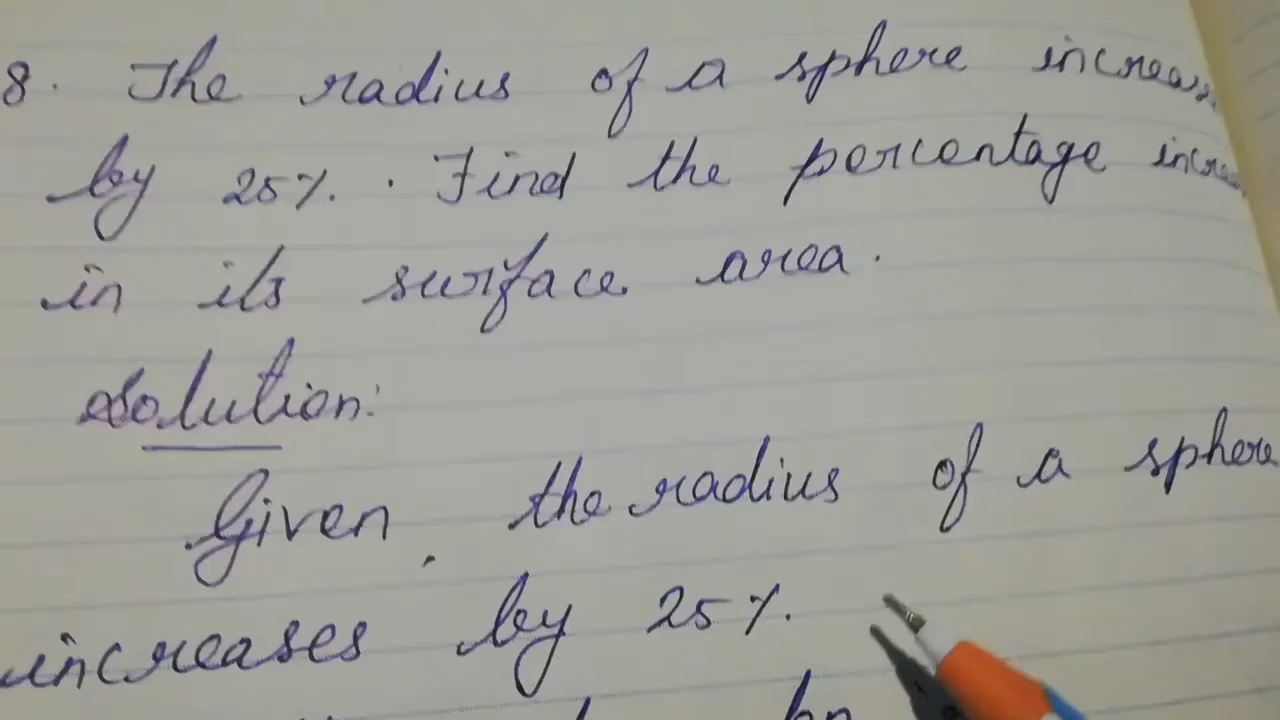 8. The radius of a sphere increas
by 25%. Find the percentage incre
in its surface area.
Solution:
Given, the radius of a sphere
increases by 25%.